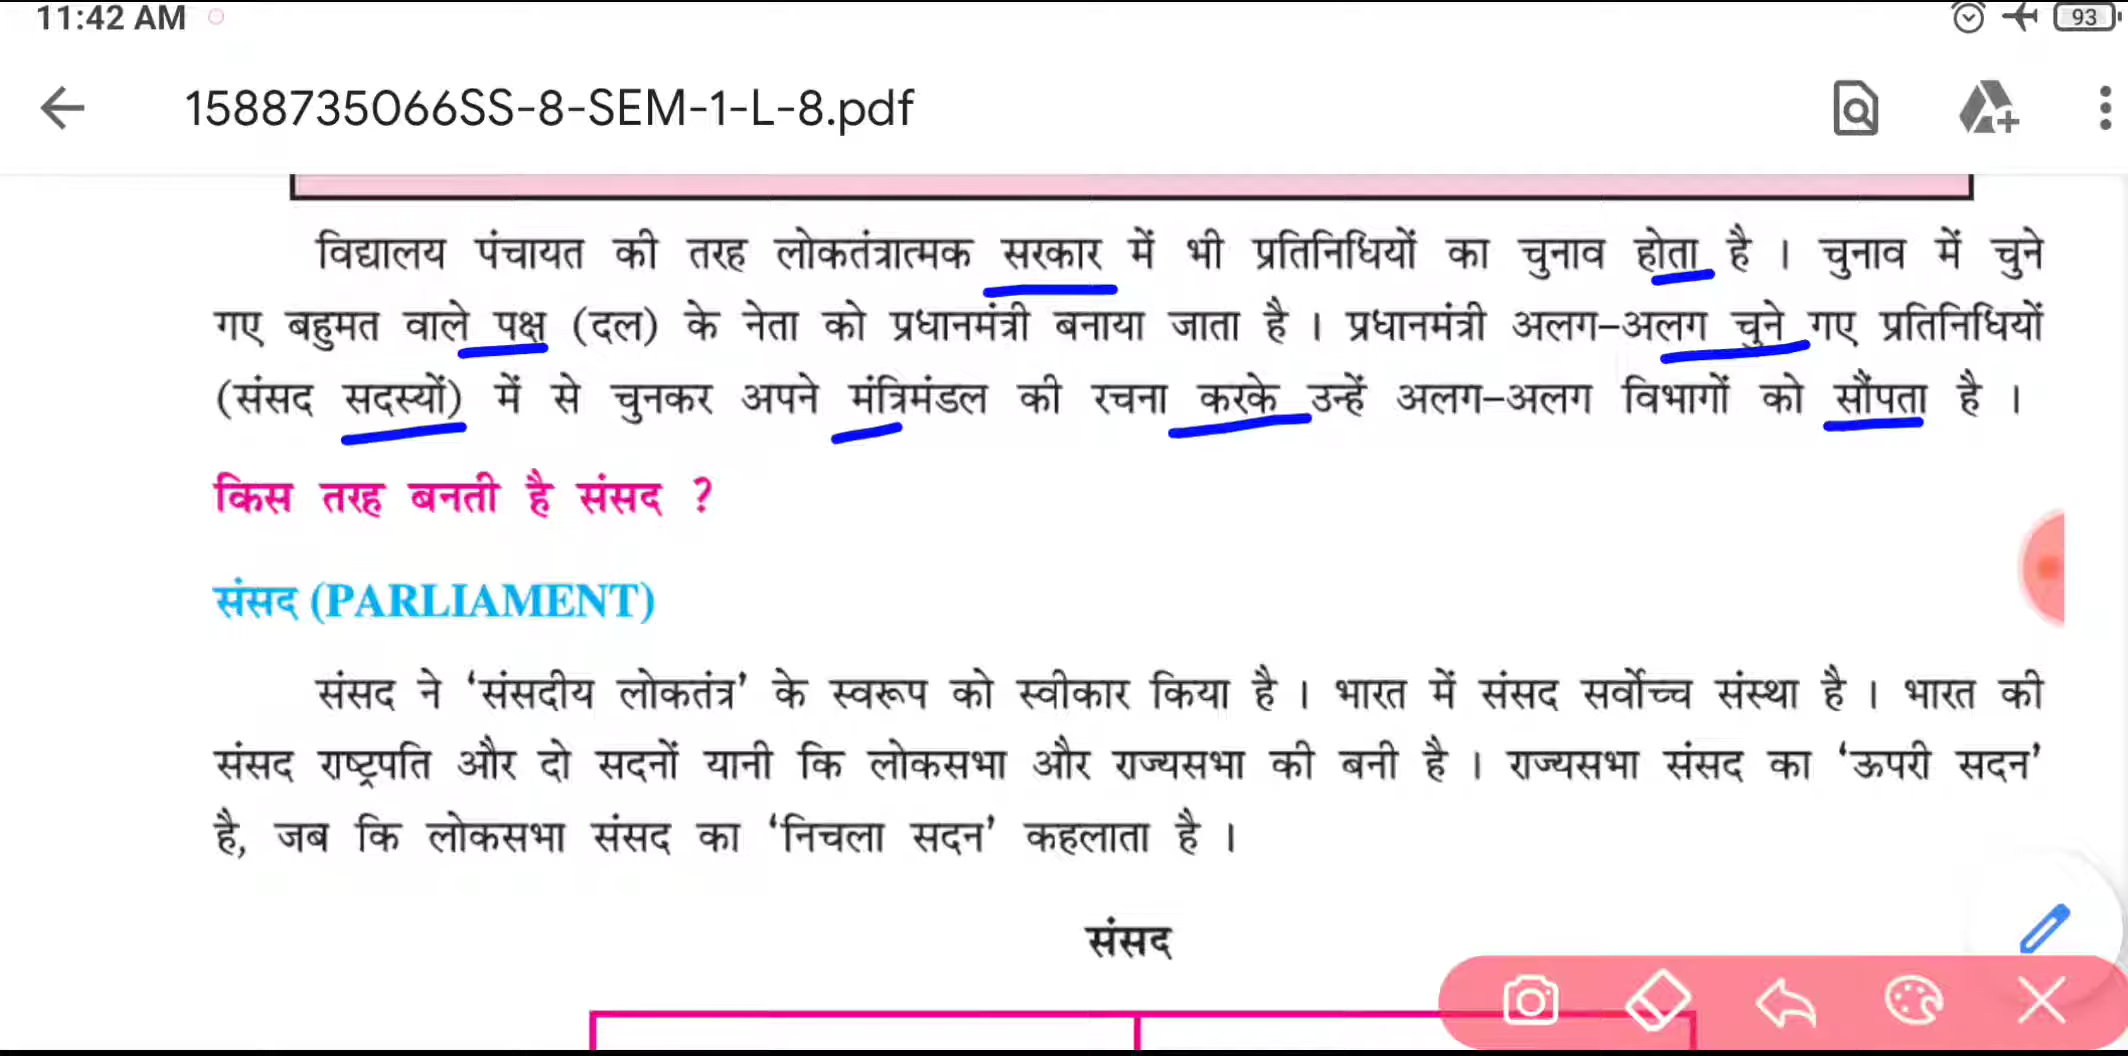 11:42 AM
93
1588735066SS-8-SEM-1-L-8.pdf
विद्यालय पंचायत की तरह लोकतंत्रात्मक सरकार में भी प्रतिनिधियों का चुनाव होता है । चुनाव में चुने
गए बहुमत वाले पक्ष (दल) के नेता को प्रधानमंत्री बनाया जाता है । प्रधानमंत्री अलग-अलग चुने गए प्रतिनिधियों
(संसद सदस्यों) में से चुनकर अपने मंत्रिमंडल की रचना करके उन्हें अलग-अलग विभागों को सौंपता है ।
किस तरह बनती है संसद ?
संसद (PARLIAMENT)
संसद ने ‘संसदीय लोकतंत्र’ के स्वरूप को स्वीकार किया है । भारत में संसद सर्वोच्च संस्था है । भारत की
संसद राष्ट्रपति और दो सदनों यानी कि लोकसभा और राज्यसभा की बनी है । राज्यसभा संसद का ‘ऊपरी सदन’
है, जब कि लोकसभा संसद का ‘निचला सदन’ कहलाता है ।
संसद